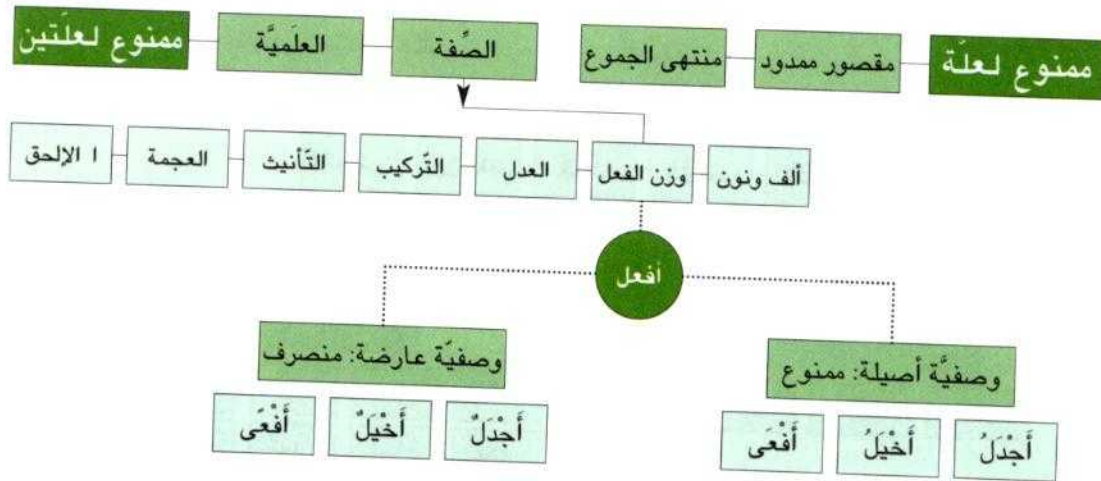 ممنوع لعلّة
مقصور ممدود
منتهى الجموع
الصِّفة
العلَميَّة
ممنوع لعلّتين
ألف ونون
وزن الفعل
العدل
التّركيب
التّأنيث
العجمة
ا الإلحق
أفعل
وصفيَّة أصيلة: ممنوع
وصفيّة عارضة: منصرف
أَجْدَلُ
أَخْيَلُ
أَفْعَى
أَجْدَلٌ
أَخْيَلٌ
أَفْعًى